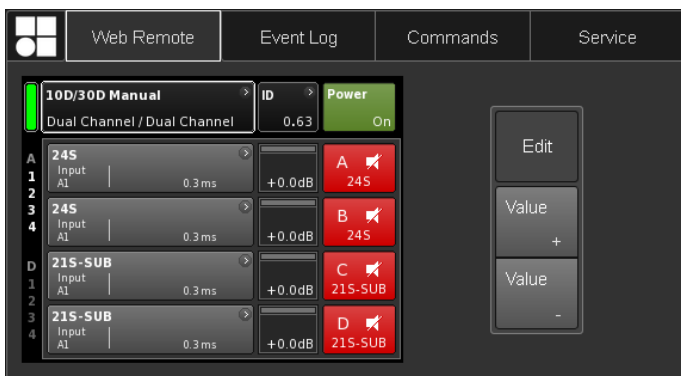 Web Remote
Event Log
Commands
Service
10D/30D Manual
Dual Channel / Dual Channel
ID
0.63
Power
On
A
1
2
3
4
D
1
2
3
4
24S
Input
A1
0.3ms
+0.0dB
A
24S
24S
Input
A1
0.3ms
+0.0dB
B
24S
21S-SUB
Input
A1
0.3ms
+0.0dB
C
21S-SUB
21S-SUB
Input
A1
0.3ms
+0.0dB
D
21S-SUB
Edit
Value
+
Value
-